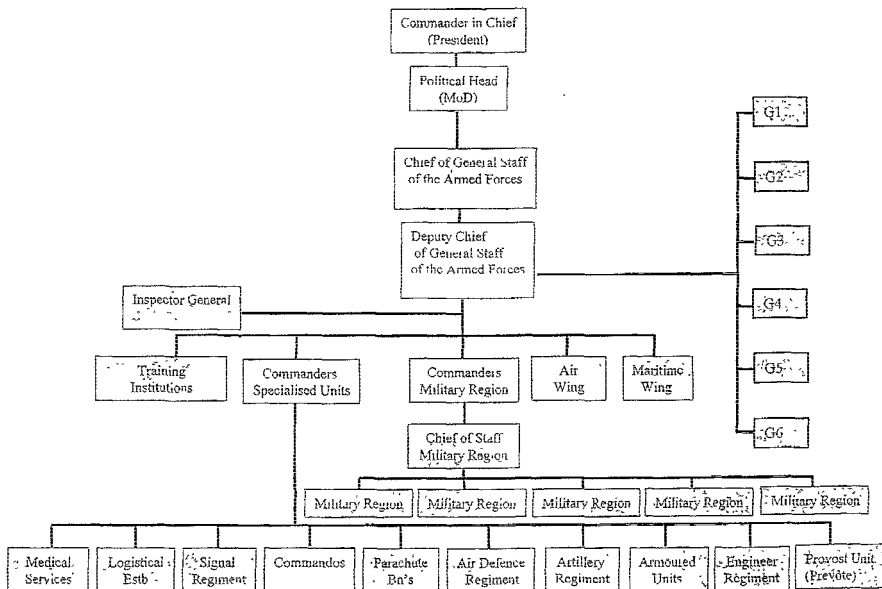 Commander in Chief
(President)
Political Head
(MoD)
Chief of General Staff
of the Armed Forces
Deputy Chief
of General Staff
of the Armed Forces
G1
G2
G3
G4
G5
G6
Inspector General
Training
Institutions
Commanders
Specialised Units
Commanders
Military Region
Air
Wing
Maritime
Wing
Chief of Staff
Military Region
Military Region
Military Region
Military Region
Military Region
Military Region
Medical
Services
Logistical
Estb
Signal
Regiment
Commandos
Parachute
Bn's
Air Defence
Regiment
Artillery
Regiment
Armoured
Units
Engineer
Regiment
Provost Unit
(Prevote)